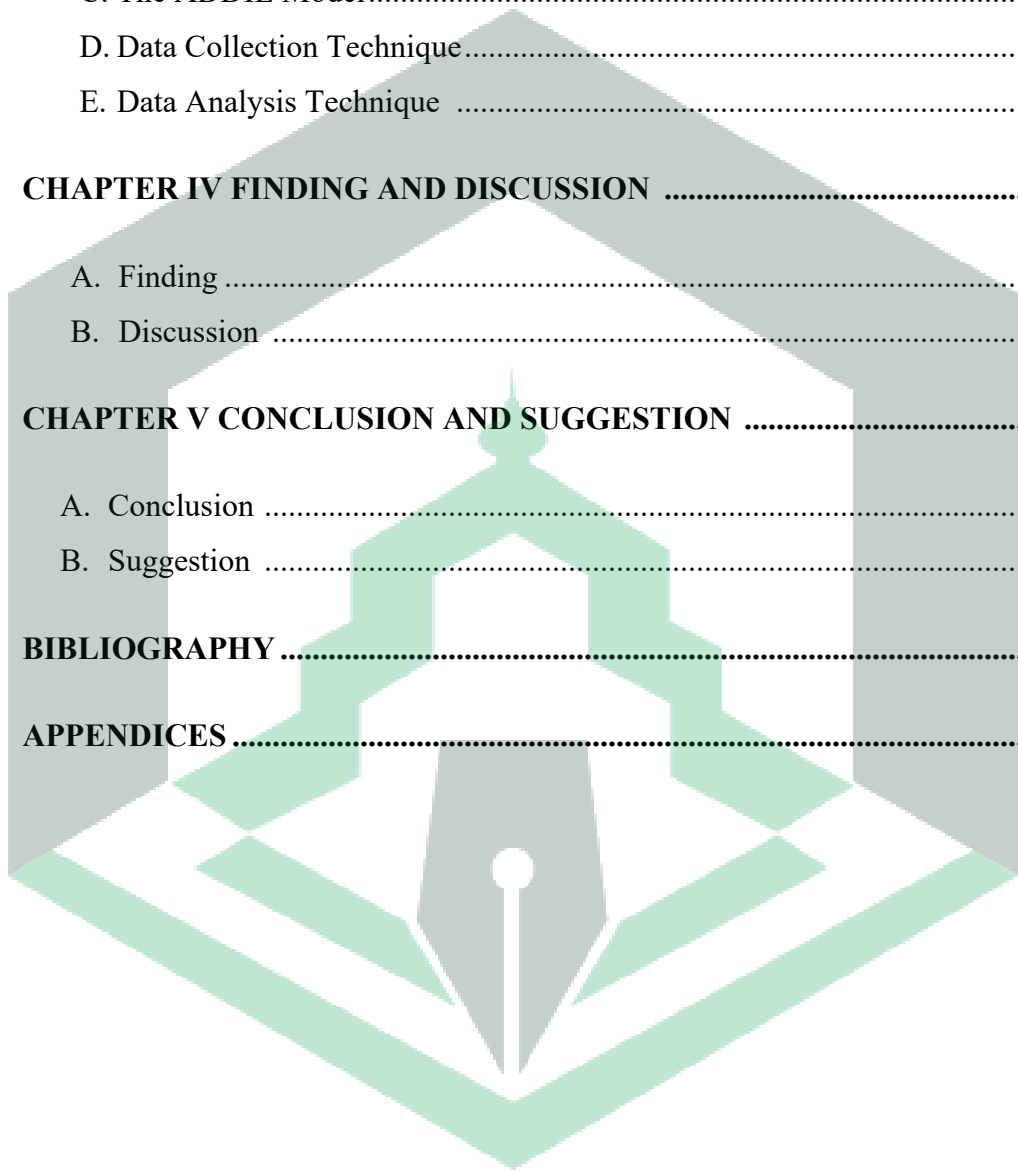 D. Data Collection Technique..........................................................................
E. Data Analysis Technique ..........................................................................
CHAPTER IV FINDING AND DISCUSSION ................................................
A. Finding ....................................................................................................
B. Discussion ..............................................................................................
CHAPTER V CONCLUSION AND SUGGESTION ......................................
A. Conclusion ..............................................................................................
B. Suggestion ..............................................................................................
BIBLIOGRAPHY ..........................................................................................
APPENDICES ................................................................................................